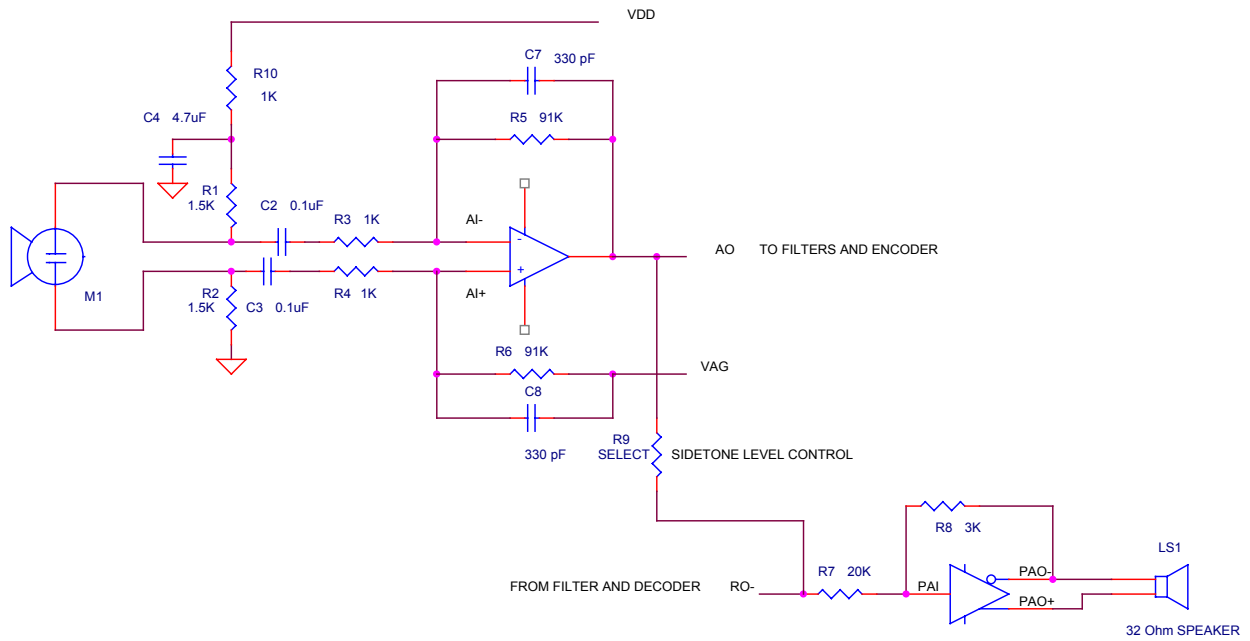 VDD
C7 330 pF
R10
1K
C4 4.7uF
R5 91K
R1
1.5K
C2 0.1uF
R3 1K
AI-
-
AO TO FILTERS AND ENCODER
+
M1
R2
1.5K
C3 0.1uF
R4 1K
AI+
R6 91K
VAG
C8
330 pF
R9
SELECT
SIDETONE LEVEL CONTROL
R8 3K
LS1
FROM FILTER AND DECODER
RO-
R7 20K
PAI
PAO-
PAO+
32 Ohm SPEAKER